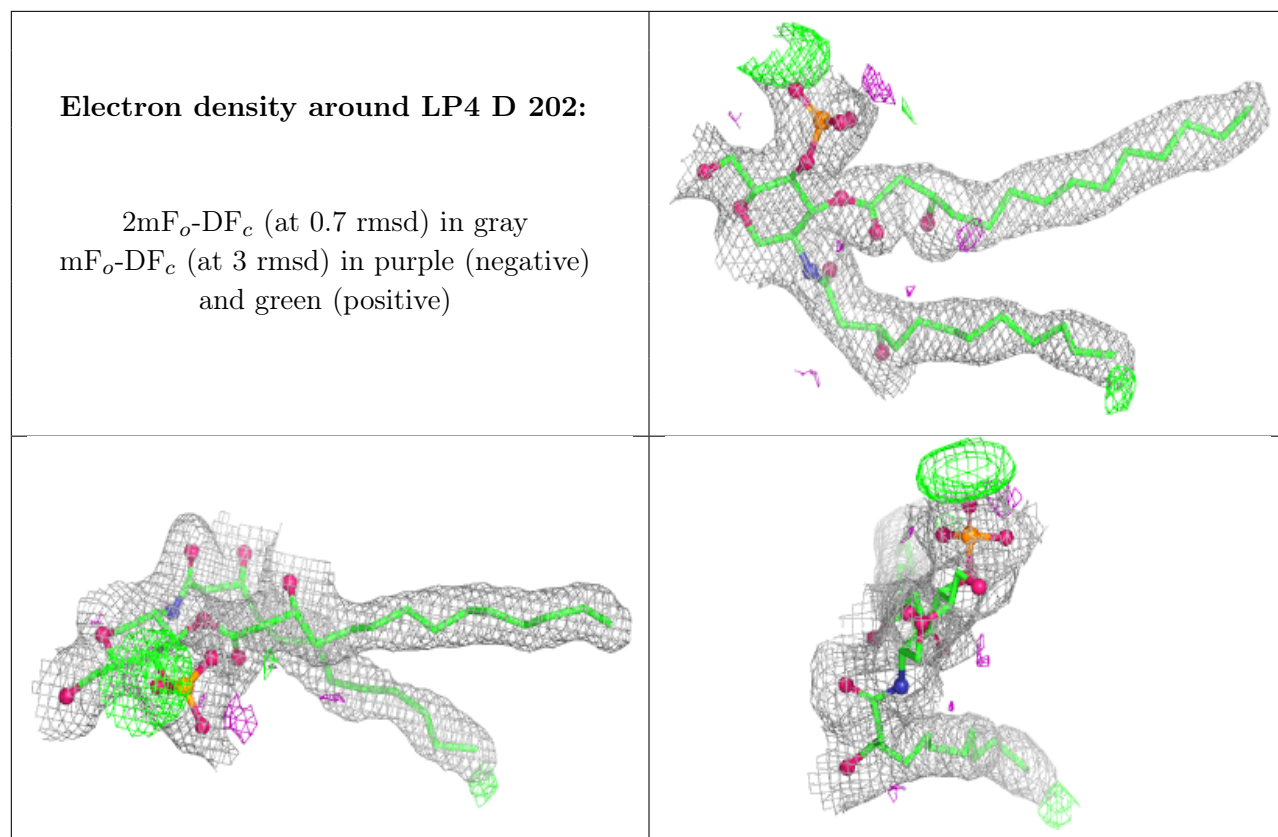 Electron density around LP4 D 202:
2mFₒ-DF𝒸 (at 0.7 rmsd) in gray
mFₒ-DF𝒸 (at 3 rmsd) in purple (negative)
and green (positive)